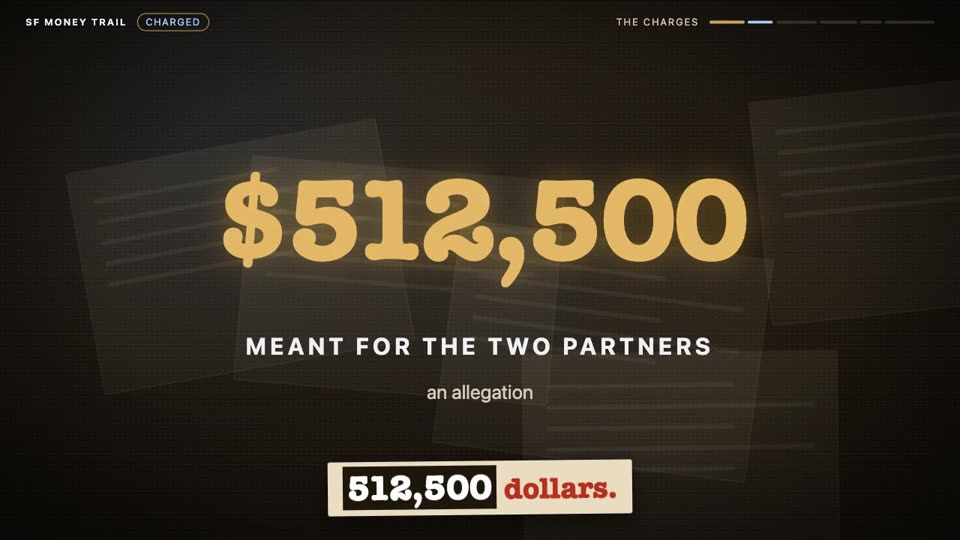 SF MONEY TRAIL CHARGED THE CHARGES
$512,500
MEANT FOR THE TWO PARTNERS
an allegation
512,500 dollars.